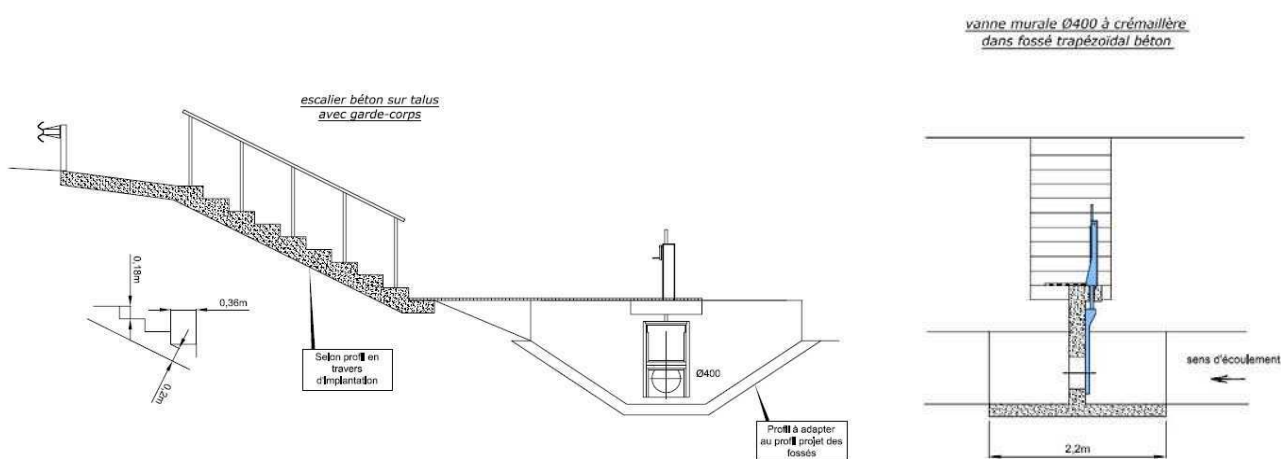 vanne murale Ø400 à crémaillère
dans fossé trapézoïdal béton
escalier béton sur talus
avec garde-corps
0,18m
0,36m
0,2m
Selon profil en
travers
d'implantation
Ø400
Profil à adapter
au profil projet des
fossés
sens d'écoulement
2,2m